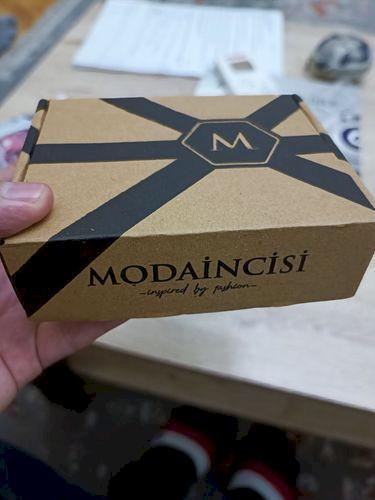 M
MODAİNCİSİ
-inspired by fashion-